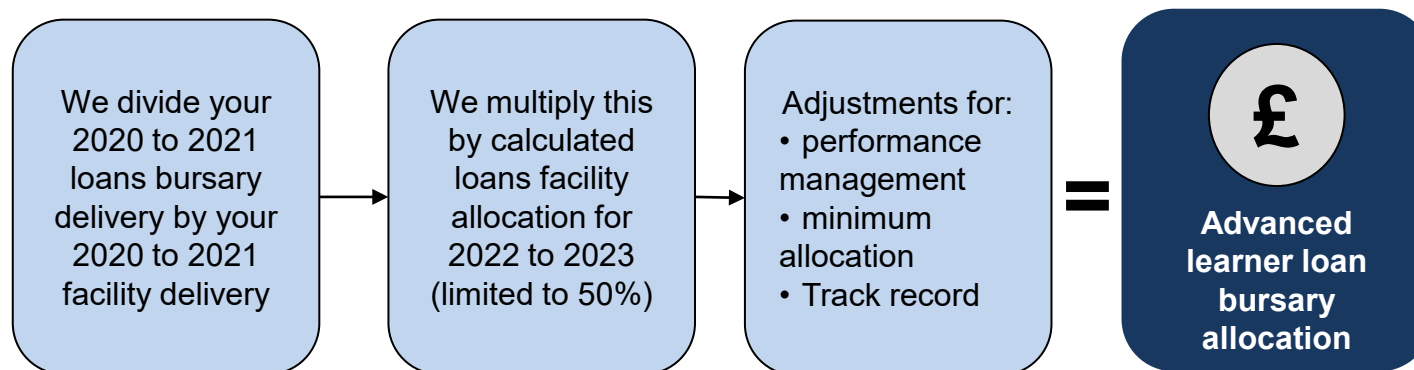 We divide your
2020 to 2021
loans bursary
delivery by your
2020 to 2021
facility delivery
We multiply this
by calculated
loans facility
allocation for
2022 to 2023
(limited to 50%)
Adjustments for:
• performance
management
• minimum
allocation
• Track record
=
£
Advanced
learner loan
bursary
allocation